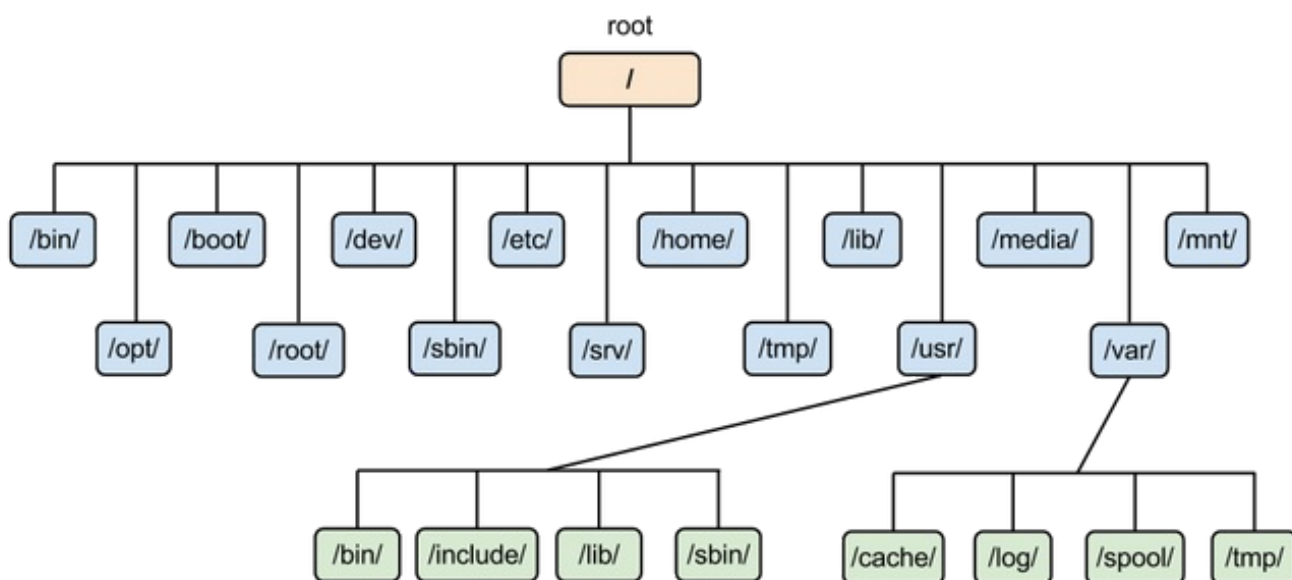 root
/
/bin/ /boot/ /dev/ /etc/ /home/ /lib/ /media/ /mnt/
/opt/ /root/ /sbin/ /srv/ /tmp/ /usr/ /var/
/bin/ /include/ /lib/ /sbin/ /cache/ /log/ /spool/ /tmp/